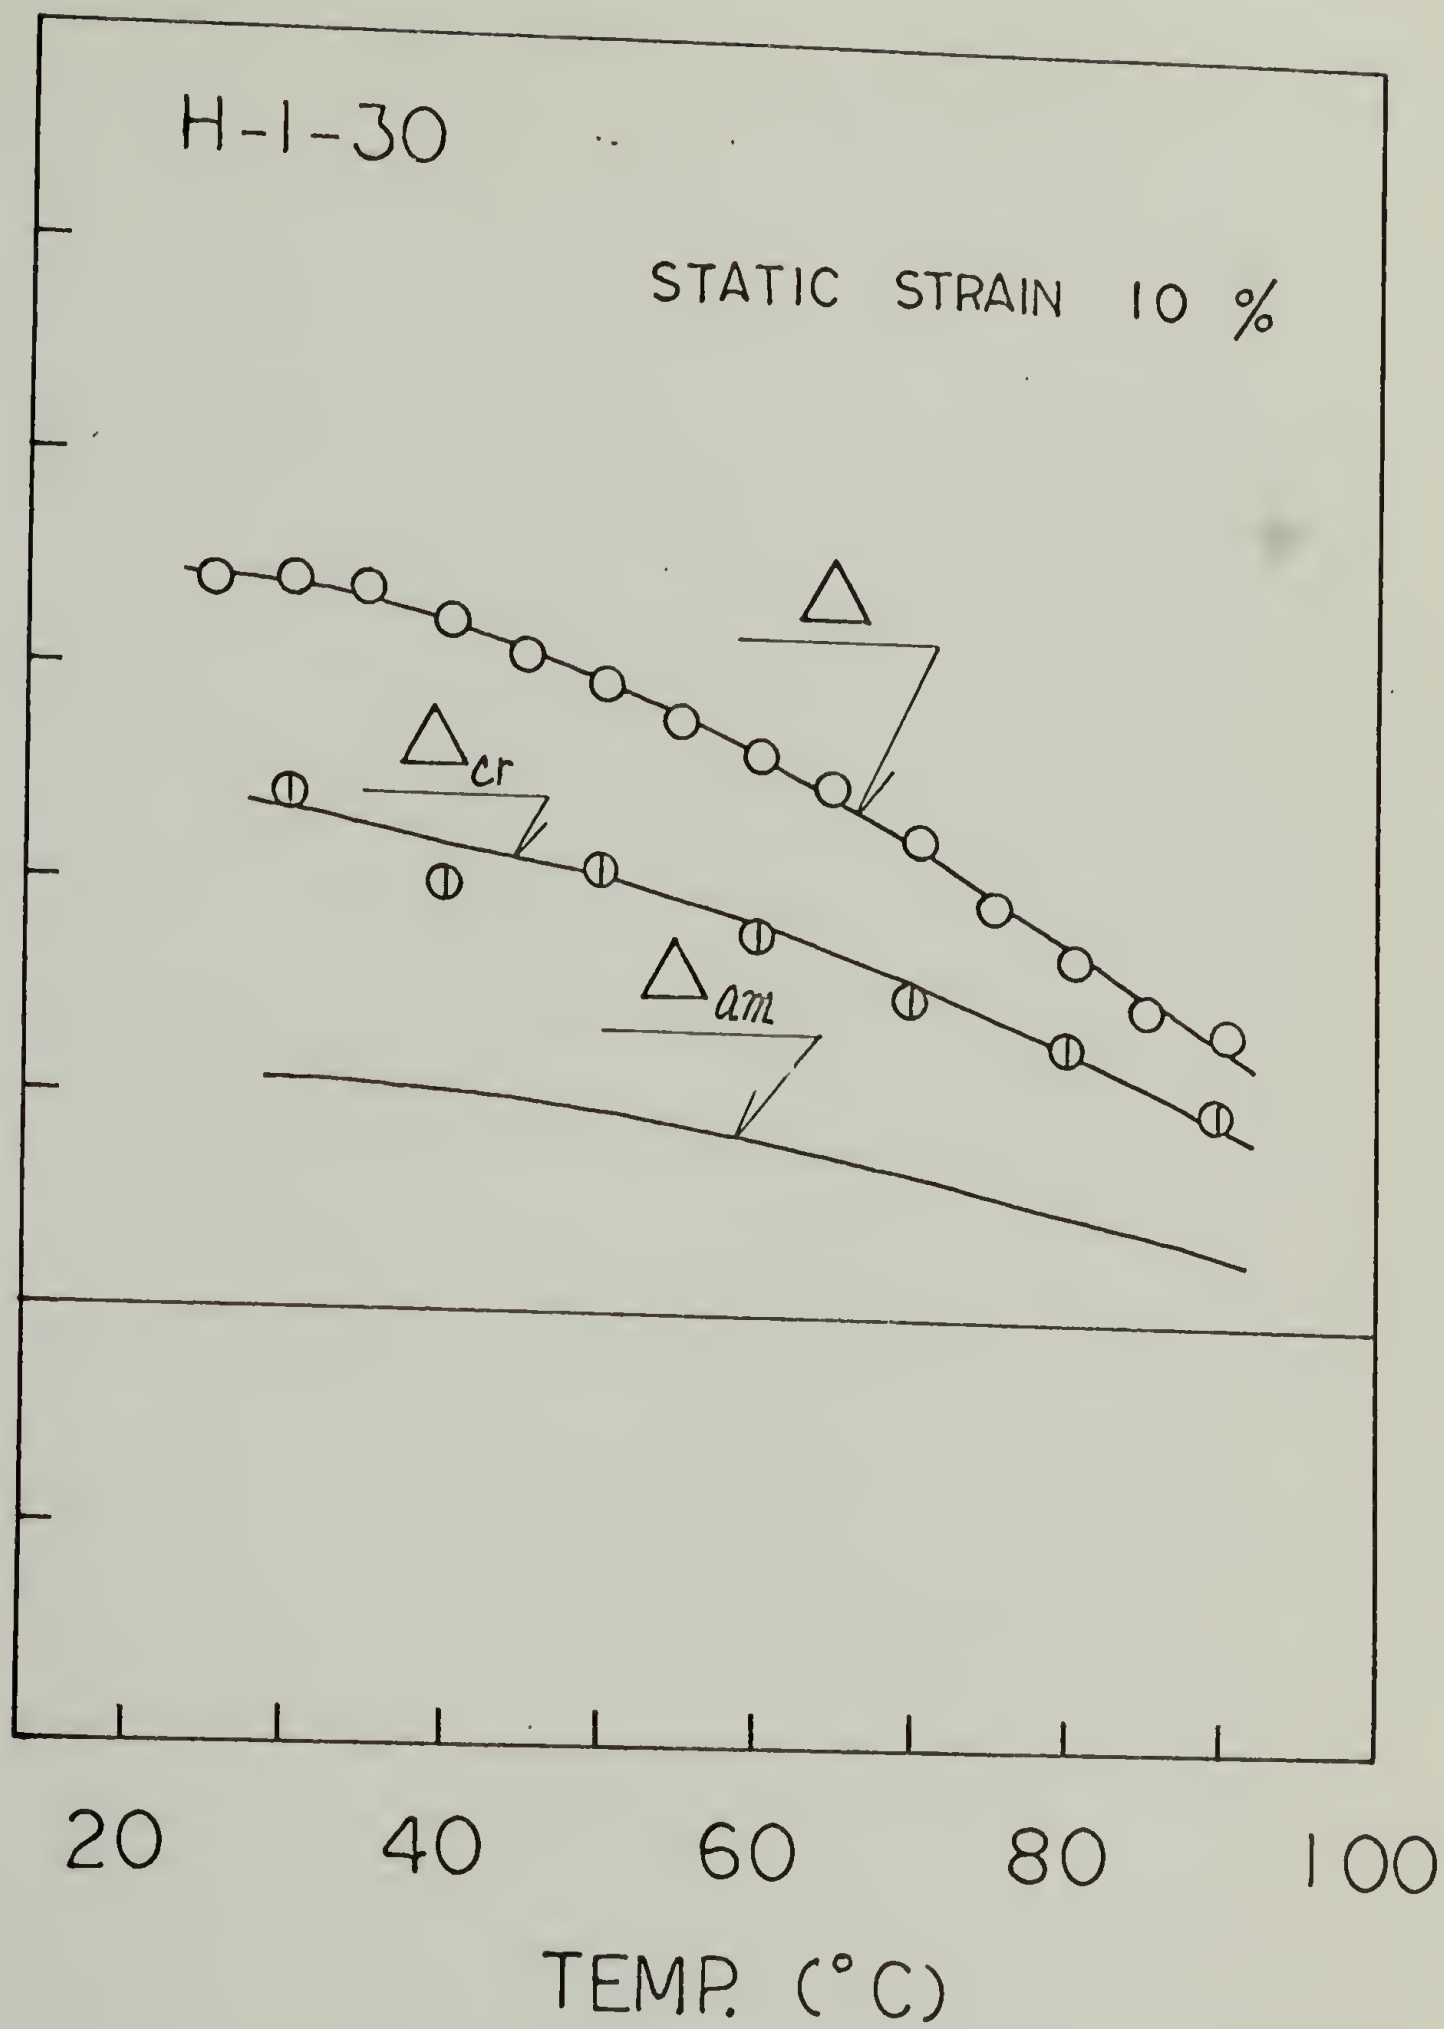 H-1-30
STATIC STRAIN 10 %
Δ
Δcr
Δam
20 40 60 80 100
TEMP. (°C)